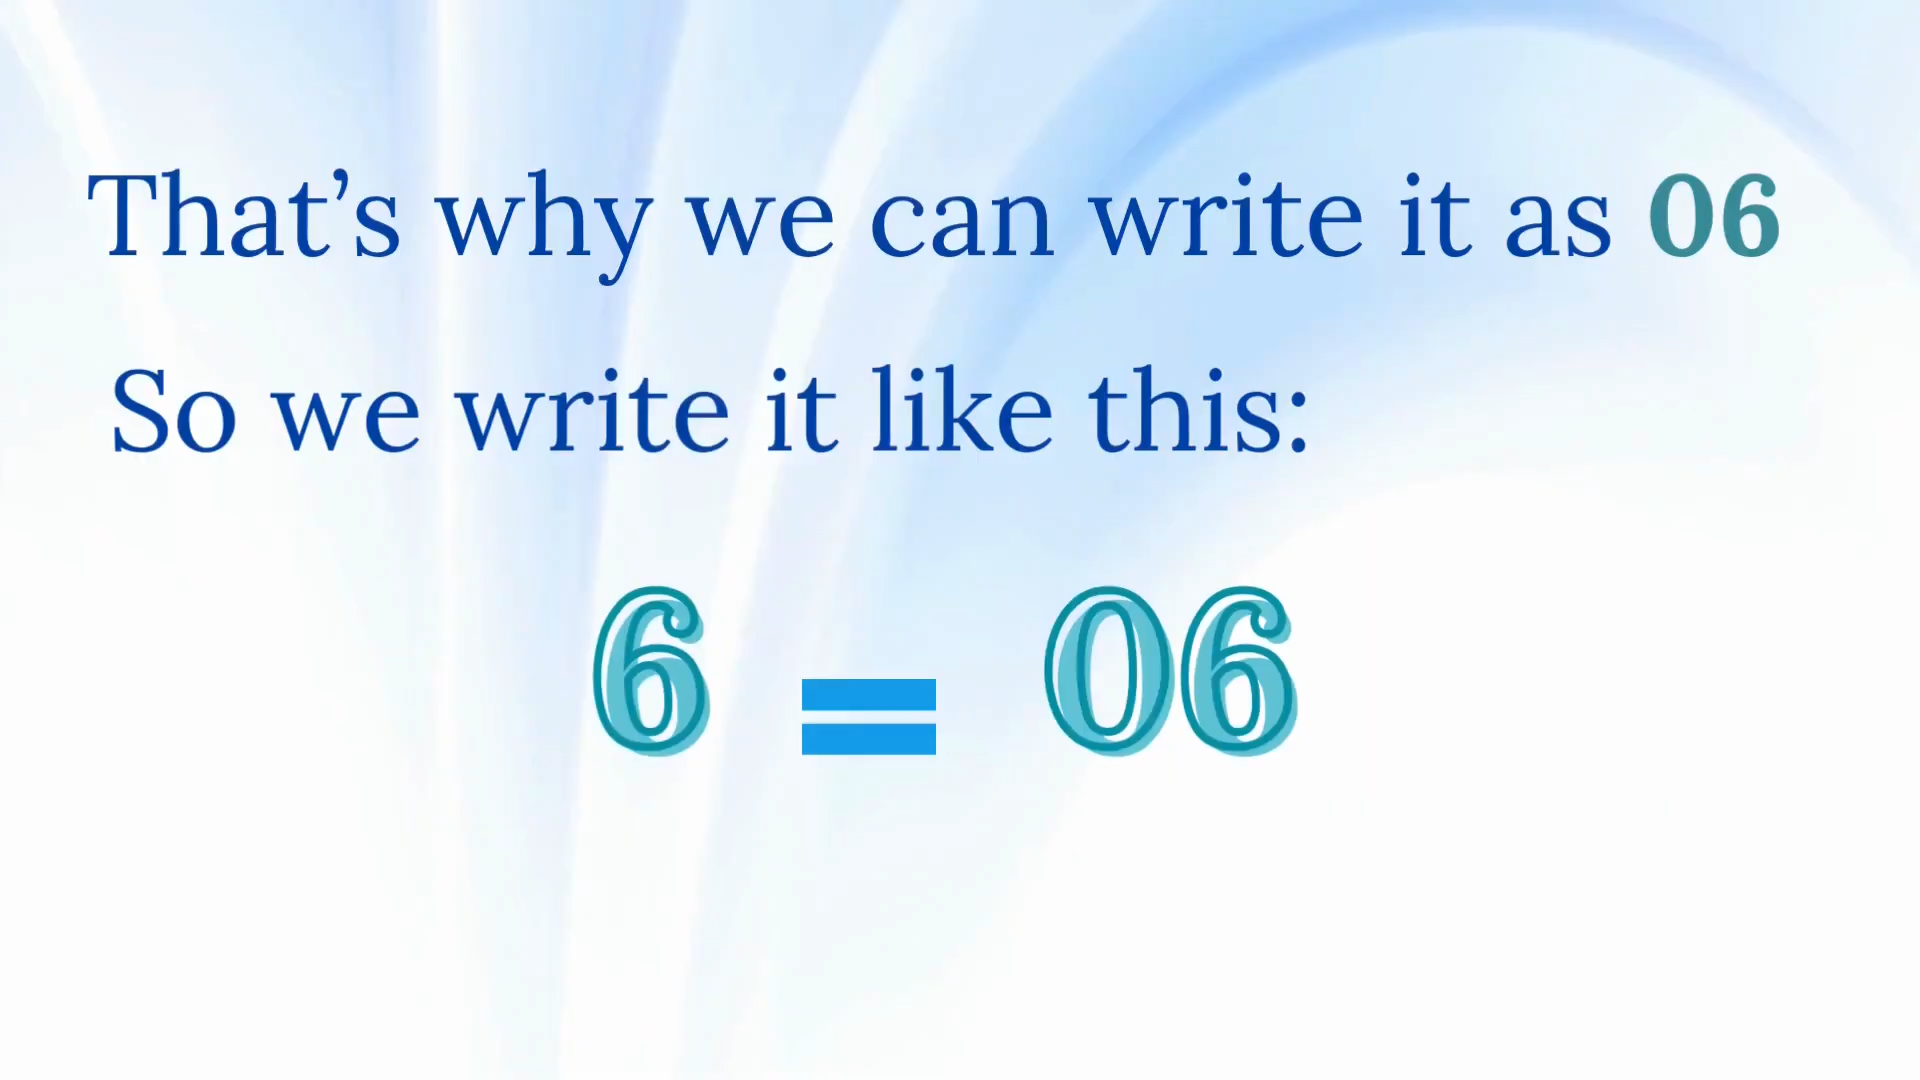 That’s why we can write it as 06
So we write it like this:
6 = 06